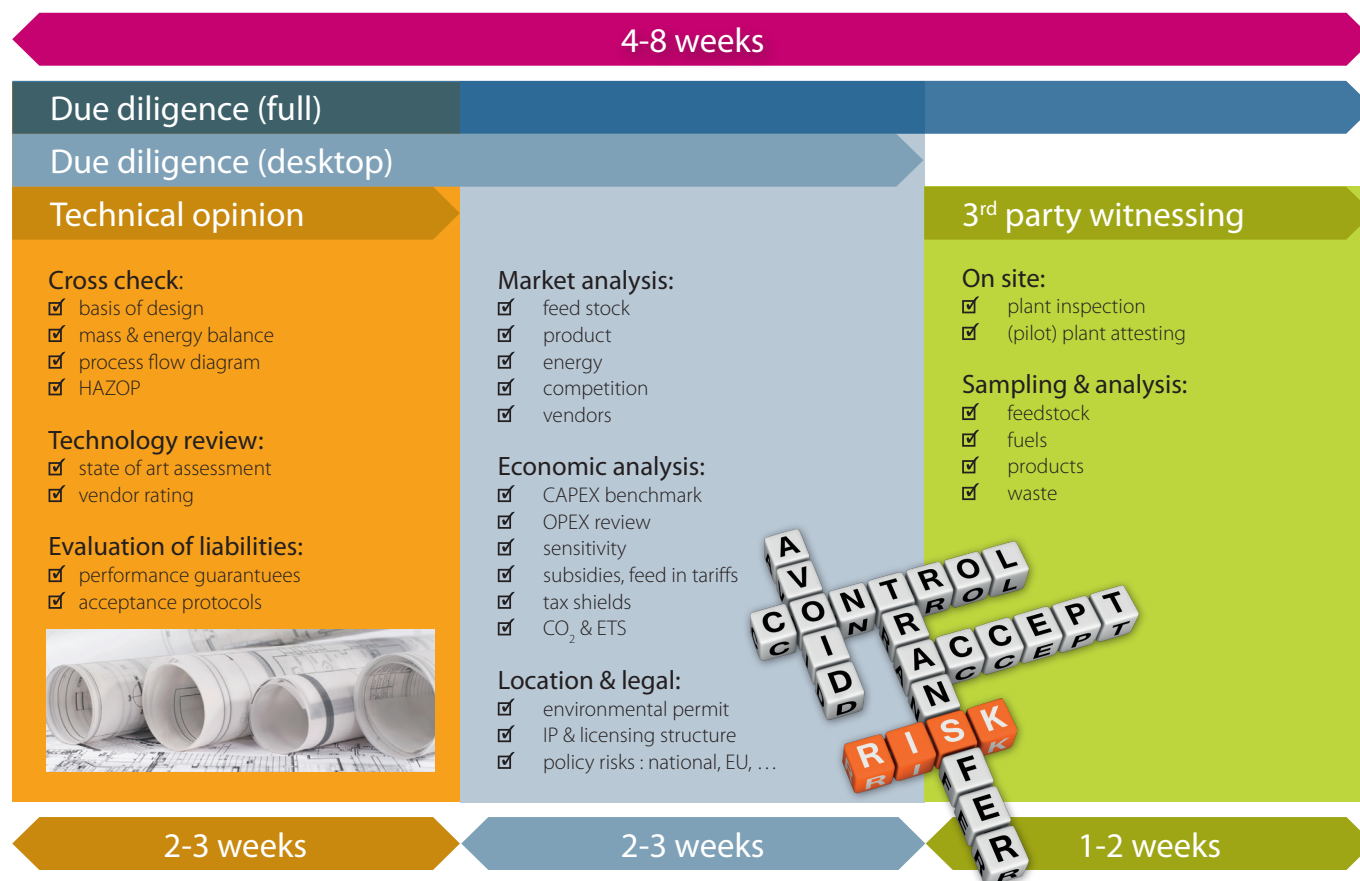 4-8 weeks
Due diligence (full)
Due diligence (desktop)
Technical opinion
Cross check:
basis of design
mass & energy balance
process flow diagram
HAZOP
Technology review:
state of art assessment
vendor rating
Evaluation of liabilities:
performance guarantuees
acceptance protocols
Market analysis:
feed stock
product
energy
competition
vendors
Economic analysis:
CAPEX benchmark
OPEX review
sensitivity
subsidies, feed in tariffs
tax shields
CO₂ & ETS
Location & legal:
environmental permit
IP & licensing structure
policy risks : national, EU, …
3rd party witnessing
On site:
plant inspection
(pilot) plant attesting
Sampling & analysis:
feedstock
fuels
products
waste
AVOID
CONTROL
TRANSFER
ACCEPT
RISK
2-3 weeks
2-3 weeks
1-2 weeks